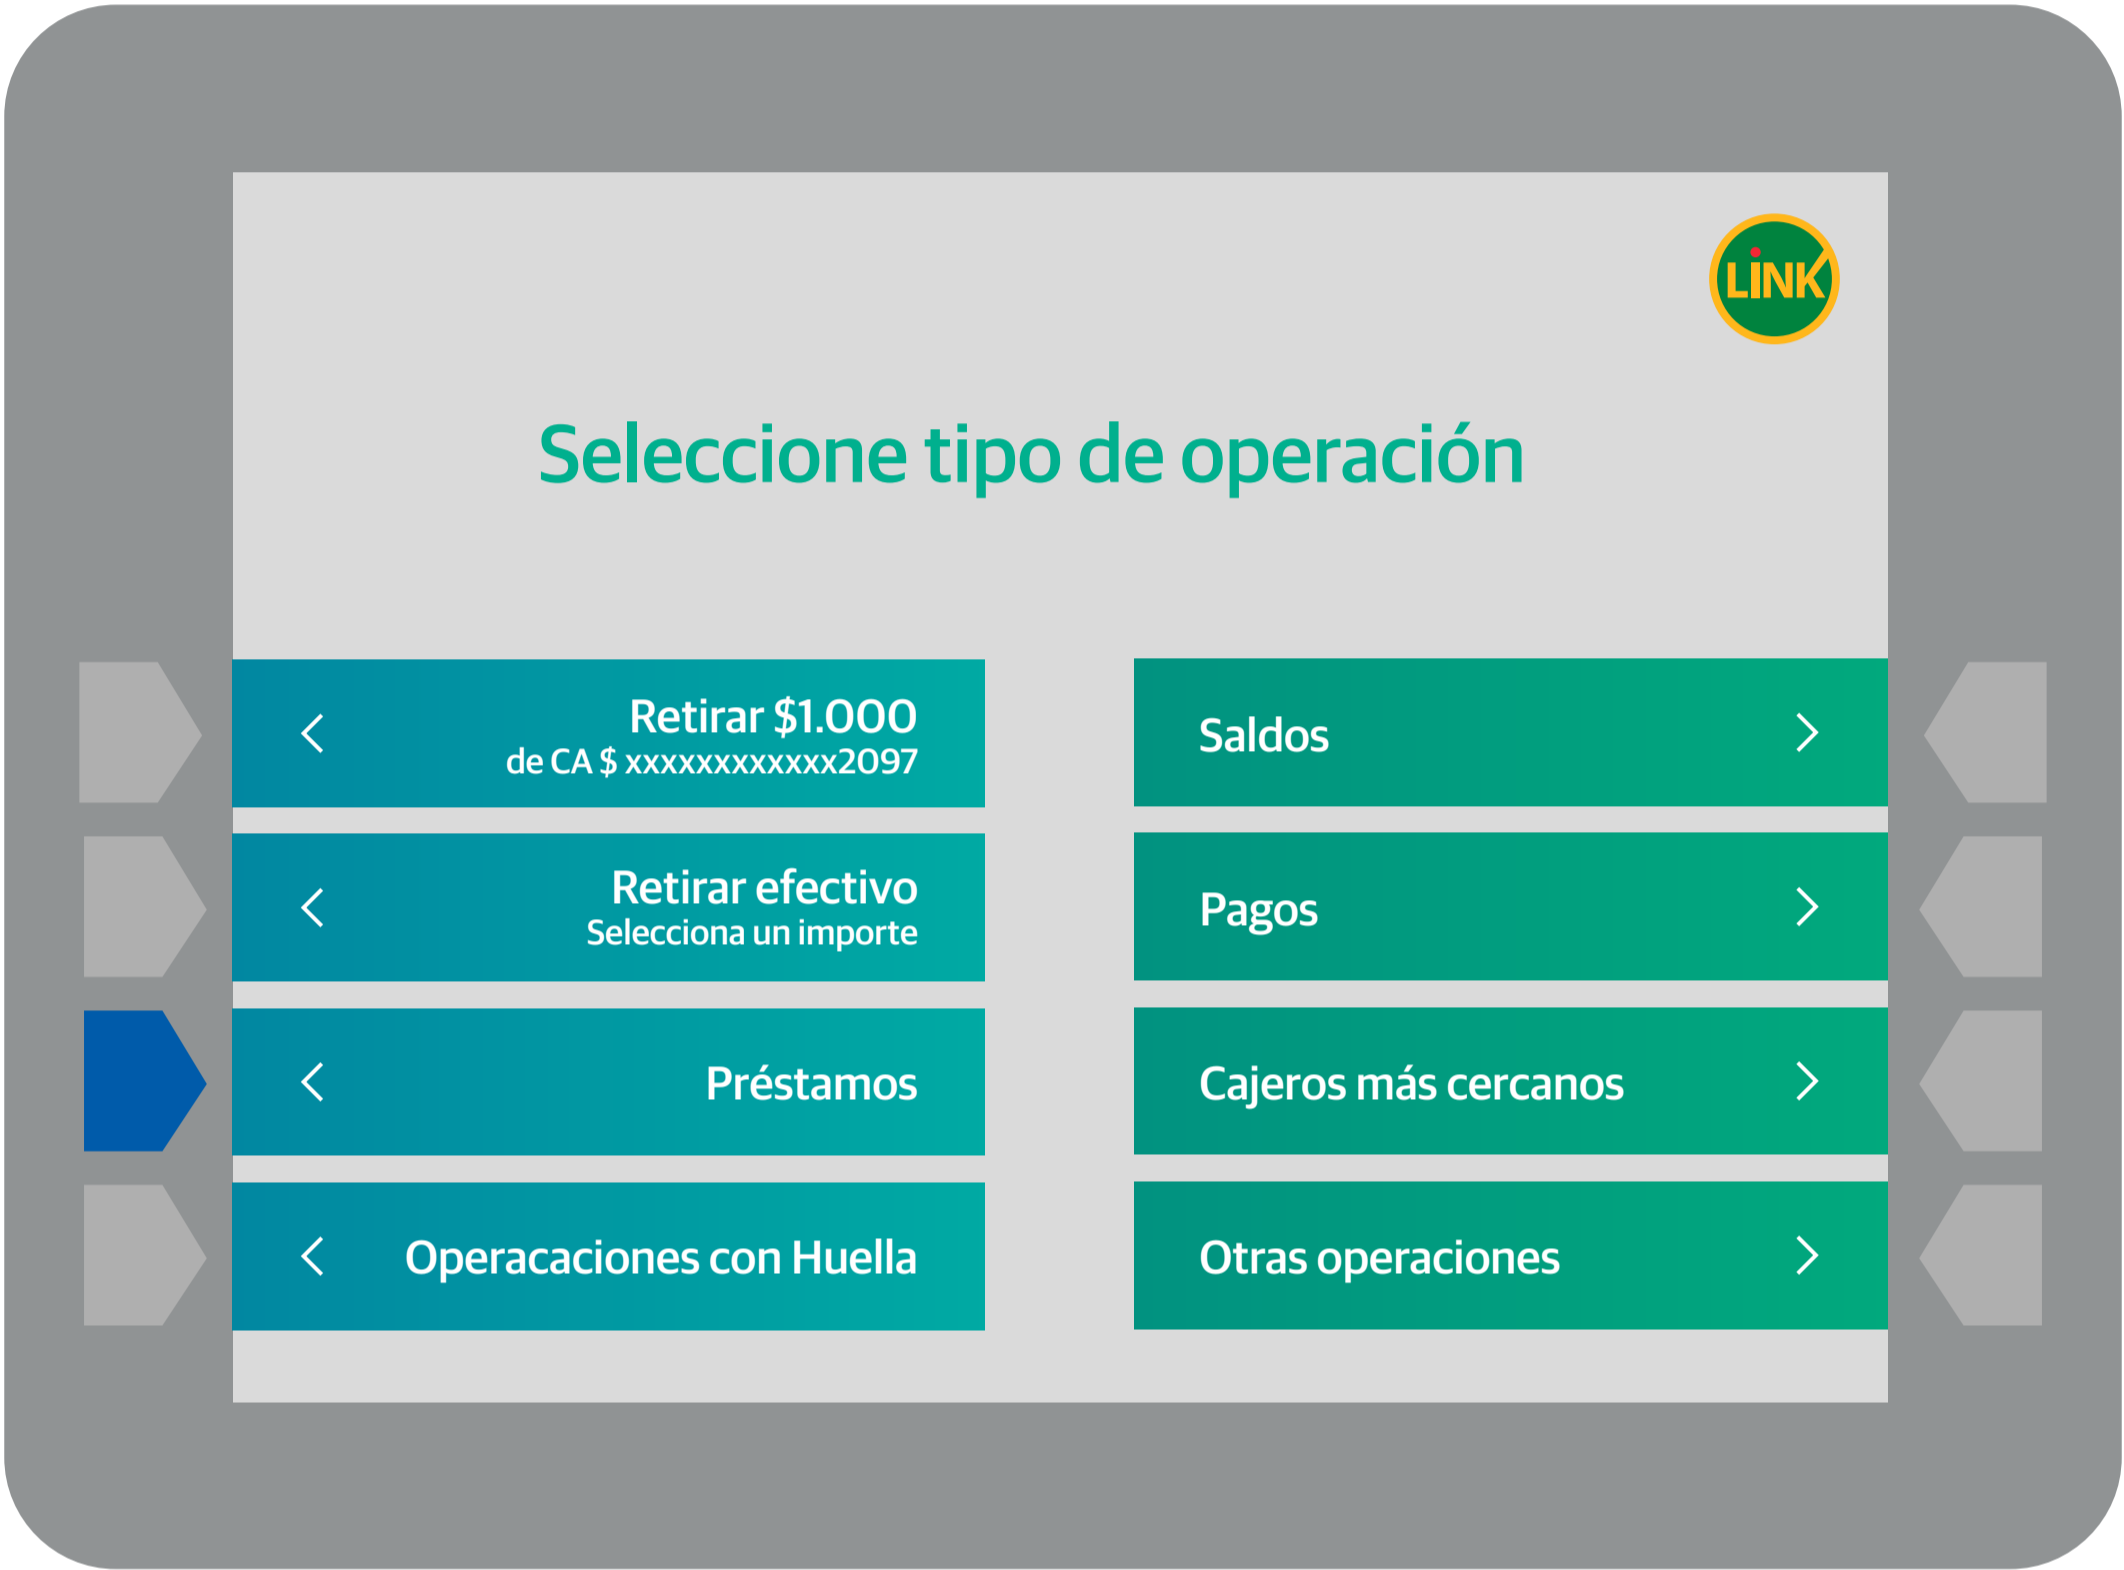 LINK
Seleccione tipo de operación
Retirar $1.000
de CA $ xxxxxxxxxxxx2097
Saldos
Retirar efectivo
Selecciona un importe
Pagos
Préstamos
Cajeros más cercanos
Operacaciones con Huella
Otras operaciones